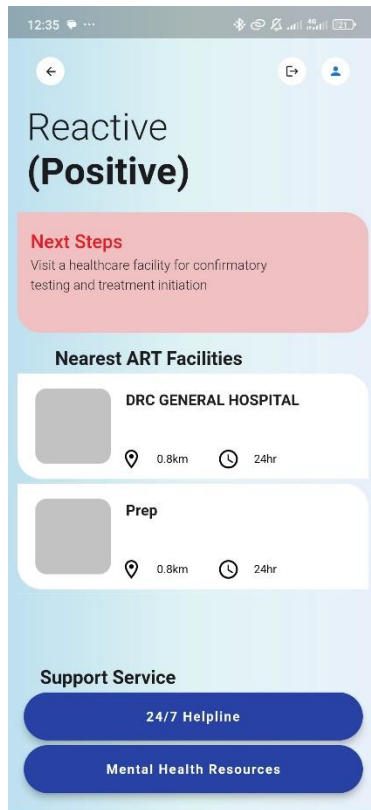 12:35
Reactive
(Positive)
Next Steps
Visit a healthcare facility for confirmatory
testing and treatment initiation
Nearest ART Facilities
DRC GENERAL HOSPITAL
0.8km 24hr
Prep
0.8km 24hr
Support Service
24/7 Helpline
Mental Health Resources